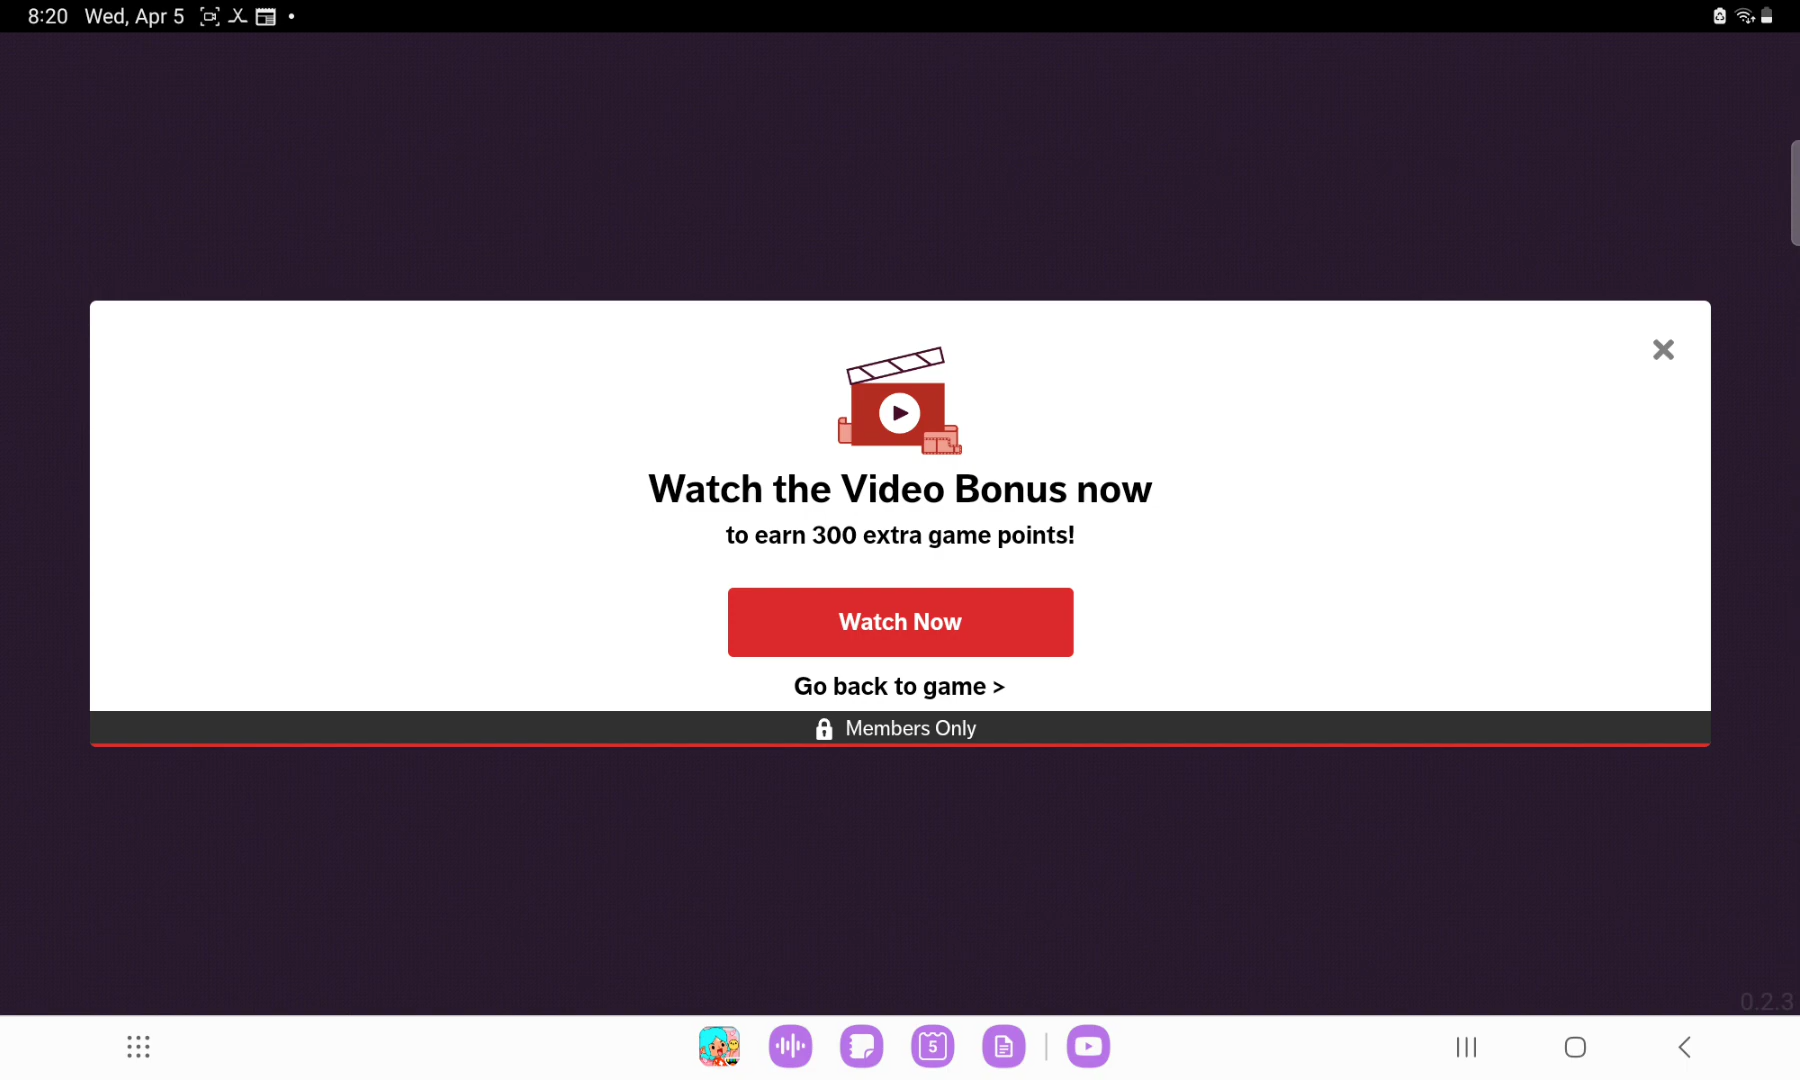 8:20 Wed, Apr 5
Watch the Video Bonus now
to earn 300 extra game points!
Watch Now
Go back to game >
Members Only
0.2.3
5